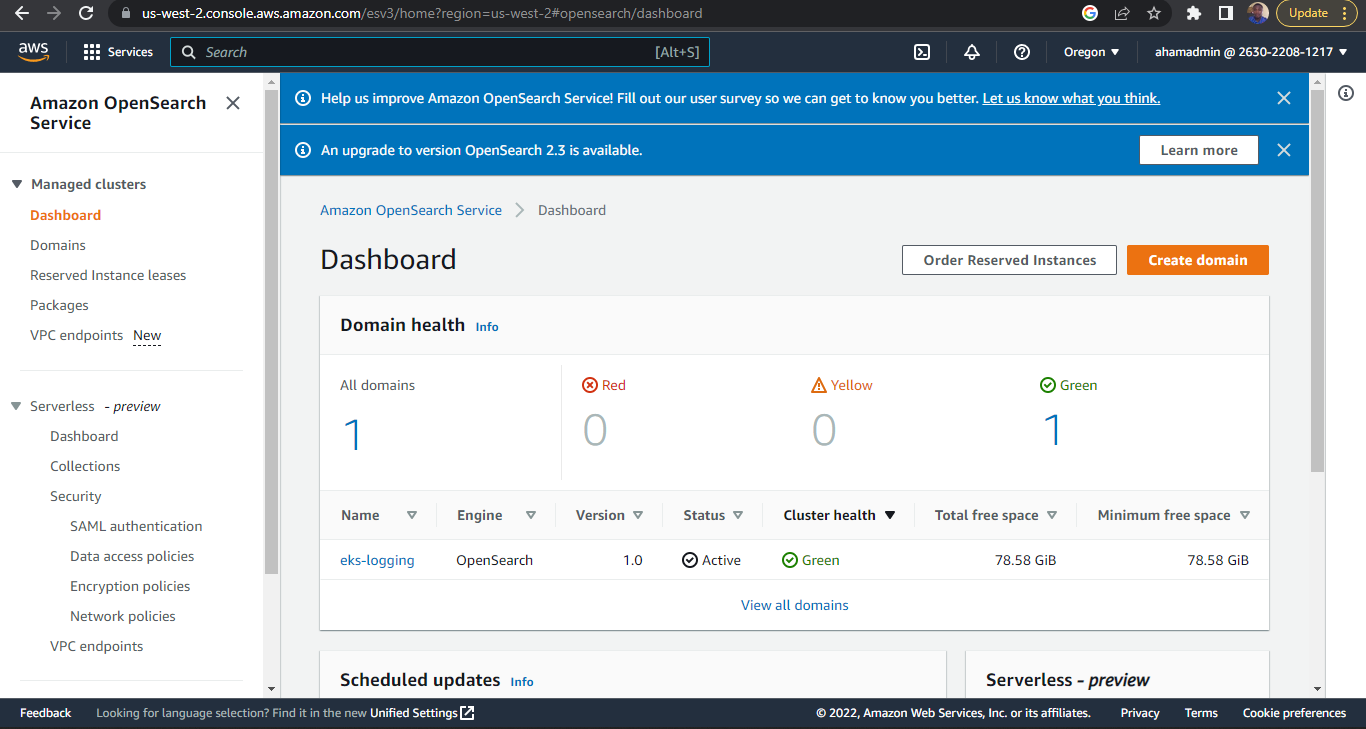 us-west-2.console.aws.amazon.com/esv3/home?region=us-west-2#opensearch/dashboard
Update
aws
Services
Search
[Alt+S]
Oregon
ahamadmin @ 2630-2208-1217
Amazon OpenSearch
Service
Managed clusters
Dashboard
Domains
Reserved Instance leases
Packages
VPC endpoints New
Serverless - preview
Dashboard
Collections
Security
SAML authentication
Data access policies
Encryption policies
Network policies
VPC endpoints
Help us improve Amazon OpenSearch Service! Fill out our user survey so we can get to know you better. Let us know what you think.
An upgrade to version OpenSearch 2.3 is available.
Learn more
Amazon OpenSearch Service Dashboard
Dashboard
Order Reserved Instances
Create domain
Domain health Info
All domains Red Yellow Green
1 0 0 1
Name Engine Version Status Cluster health Total free space Minimum free space
eks-logging OpenSearch 1.0 Active Green 78.58 GiB 78.58 GiB
View all domains
Scheduled updates Info
Serverless - preview
Feedback Looking for language selection? Find it in the new Unified Settings
© 2022, Amazon Web Services, Inc. or its affiliates. Privacy Terms Cookie preferences